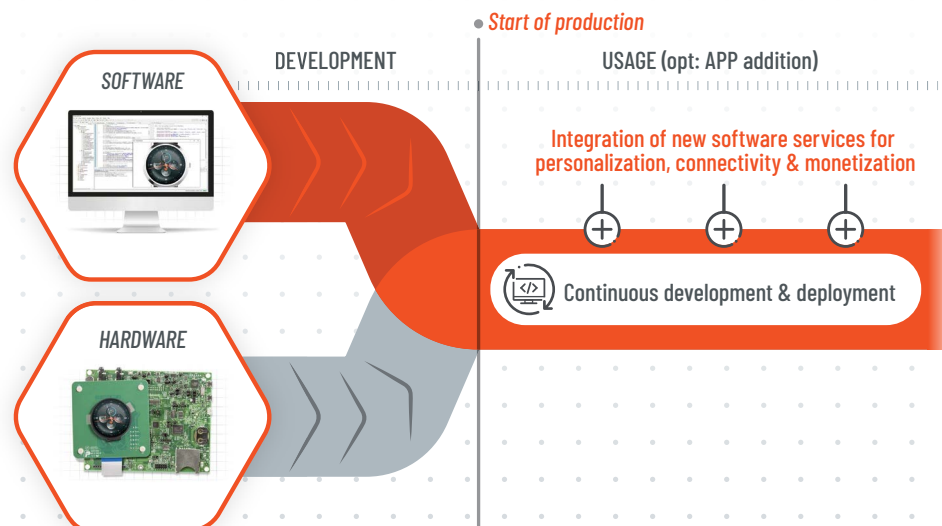 Start of production
DEVELOPMENT
USAGE (opt: APP addition)
SOFTWARE
Integration of new software services for
personalization, connectivity & monetization
</>
Continuous development & deployment
HARDWARE